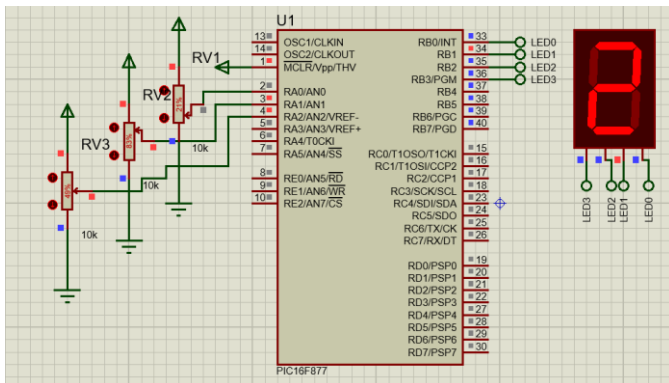 U1
RV1
RV2
RV3
21%
83%
49%
10k
10k
10k
13 OSC1/CLKIN
14 OSC2/CLKOUT
1 MCLR/Vpp/THV
2 RA0/AN0
3 RA1/AN1
4 RA2/AN2/VREF-
5 RA3/AN3/VREF+
6 RA4/T0CKI
7 RA5/AN4/SS
8 RE0/AN5/RD
9 RE1/AN6/WR
10 RE2/AN7/CS
RB0/INT 33 LED0
RB1 34 LED1
RB2 35 LED2
RB3/PGM 36 LED3
RB4 37
RB5 38
RB6/PGC 39
RB7/PGD 40
RC0/T1OSO/T1CKI 15
RC1/T1OSI/CCP2 16
RC2/CCP1 17
RC3/SCK/SCL 18
RC4/SDI/SDA 23
RC5/SDO 24
RC6/TX/CK 25
RC7/RX/DT 26
RD0/PSP0 19
RD1/PSP1 20
RD2/PSP2 21
RD3/PSP3 22
RD4/PSP4 27
RD5/PSP5 28
RD6/PSP6 29
RD7/PSP7 30
PIC16F877
2
LED3
LED2
LED1
LED0